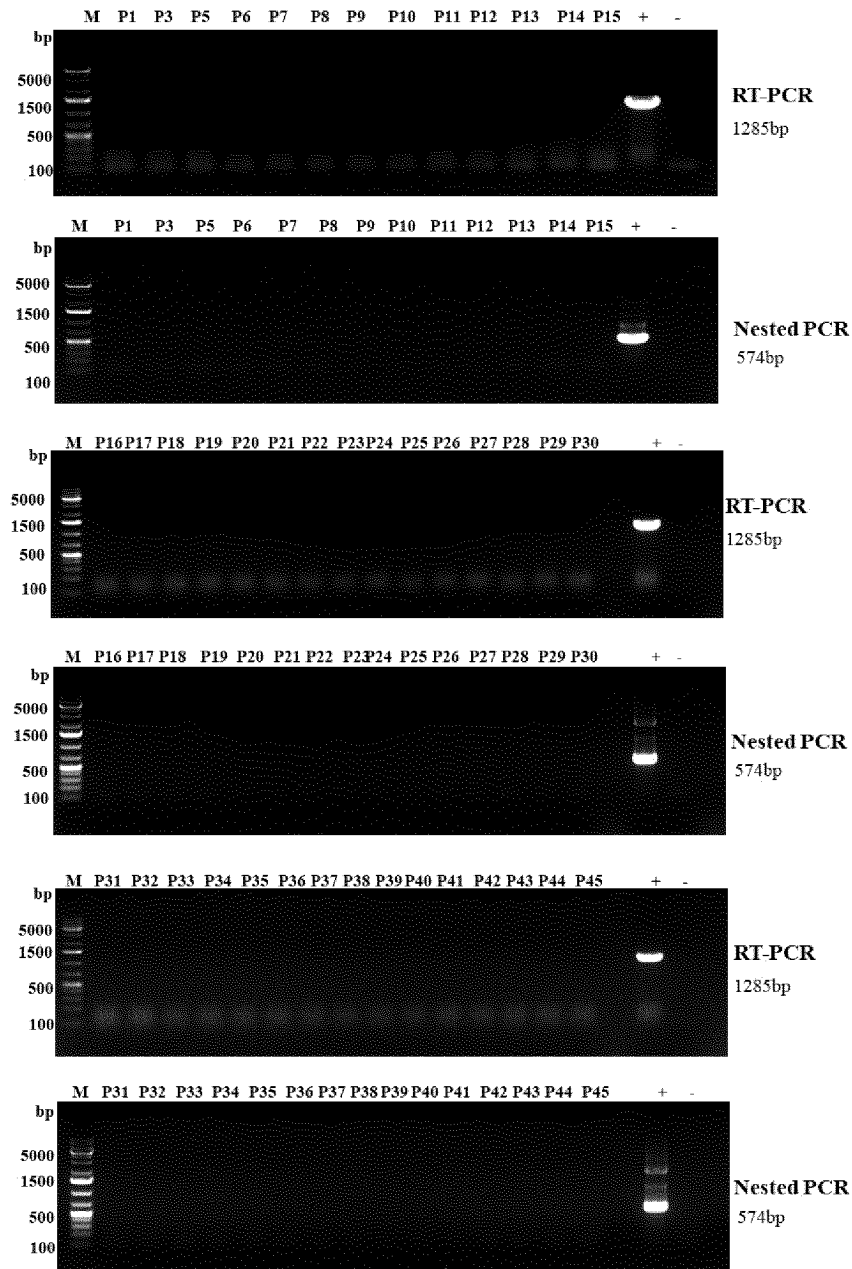 M P1 P3 P5 P6 P7 P8 P9 P10 P11 P12 P13 P14 P15 + -
bp
5000
1500
500
100
RT-PCR
1285bp
M P1 P3 P5 P6 P7 P8 P9 P10 P11 P12 P13 P14 P15 + -
bp
5000
1500
500
100
Nested PCR
574bp
M P16 P17 P18 P19 P20 P21 P22 P23 P24 P25 P26 P27 P28 P29 P30 + -
bp
5000
1500
500
100
RT-PCR
1285bp
M P16 P17 P18 P19 P20 P21 P22 P23 P24 P25 P26 P27 P28 P29 P30 + -
bp
5000
1500
500
100
Nested PCR
574bp
M P31 P32 P33 P34 P35 P36 P37 P38 P39 P40 P41 P42 P43 P44 P45 + -
bp
5000
1500
500
100
RT-PCR
1285bp
M P31 P32 P33 P34 P35 P36 P37 P38 P39 P40 P41 P42 P43 P44 P45 + -
bp
5000
1500
500
100
Nested PCR
574bp